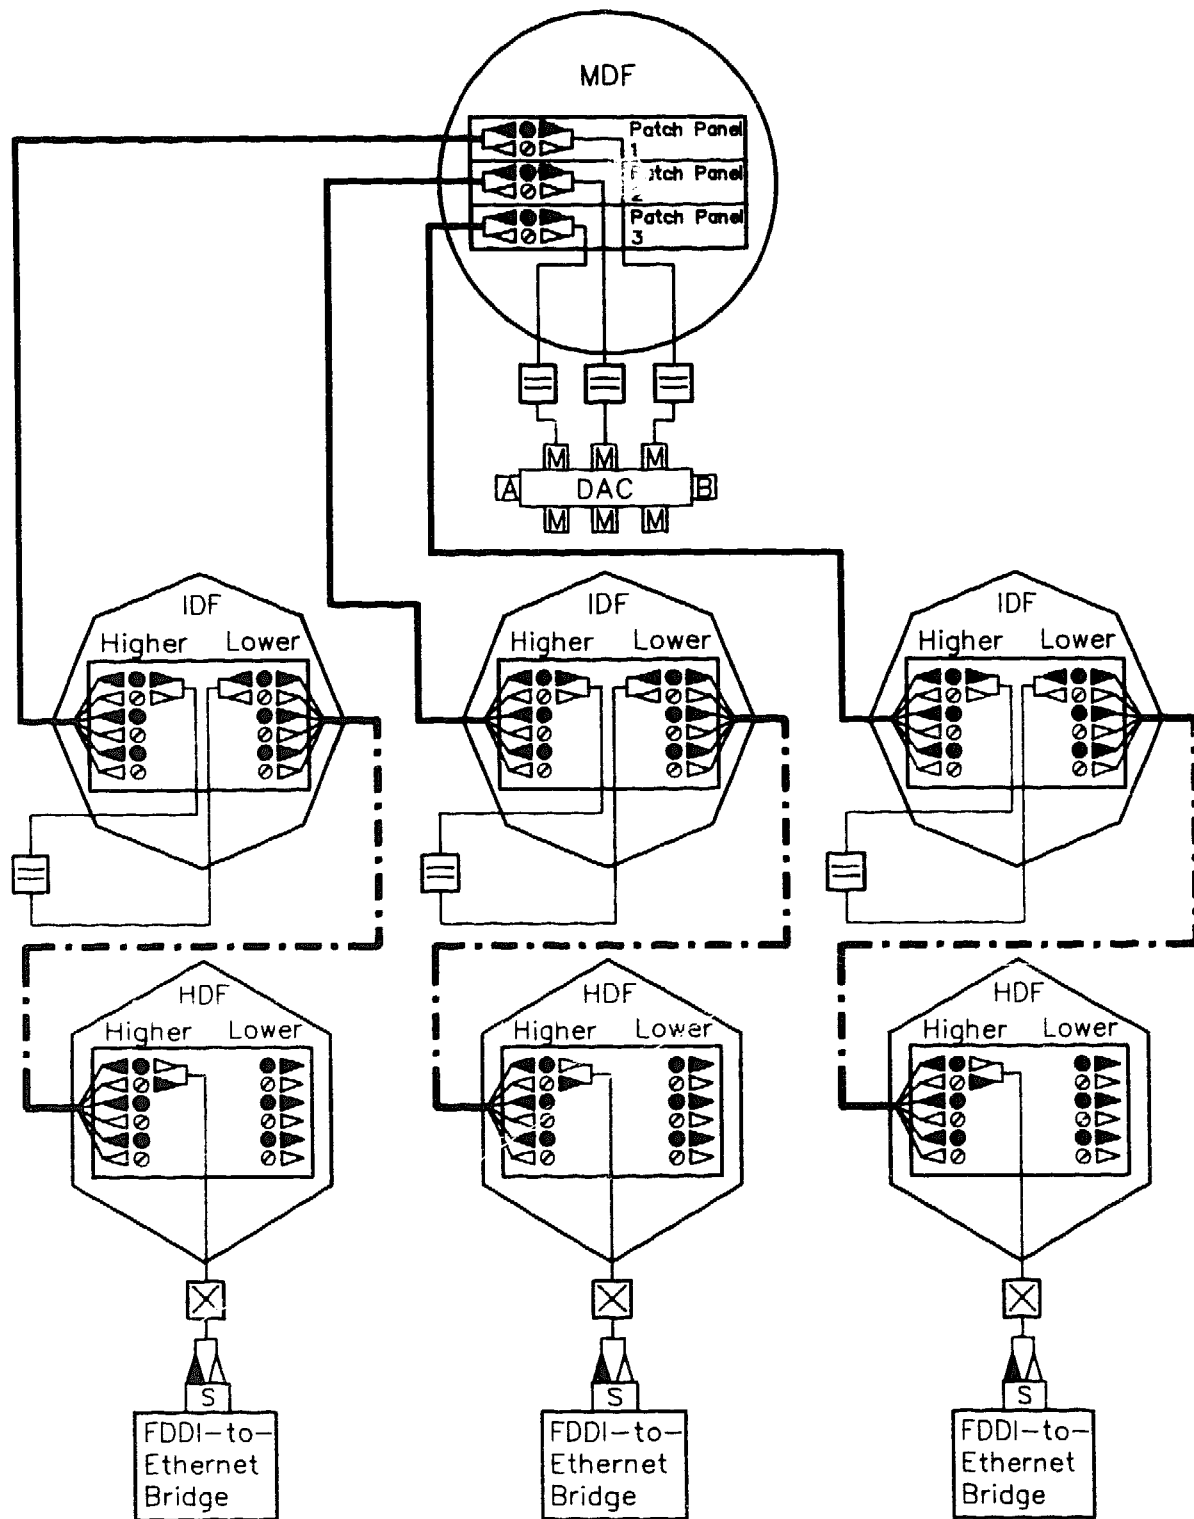 MDF
Patch Panel
1
Patch Panel
2
Patch Panel
3
M M M
A DAC B
M M M
IDF IDF IDF
Higher Lower Higher Lower Higher Lower
HDF HDF HDF
Higher Lower Higher Lower Higher Lower
S S S
FDDI-to- FDDI-to- FDDI-to-
Ethernet Ethernet Ethernet
Bridge Bridge Bridge